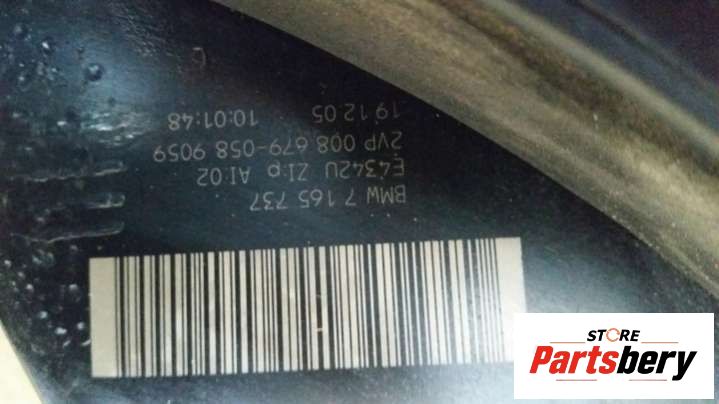 BMW 7 165 737
E4342U ZI:p AI.02
2VP 008 679-058 9059
19.12.05 10:01:48
STORE
Partsbery